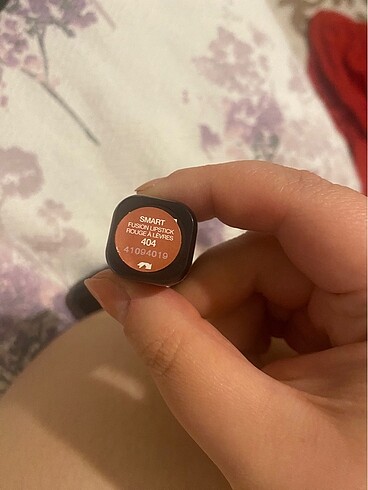 SMART
FUSION LIPSTICK
ROUGE À LÈVRES
404
41094019